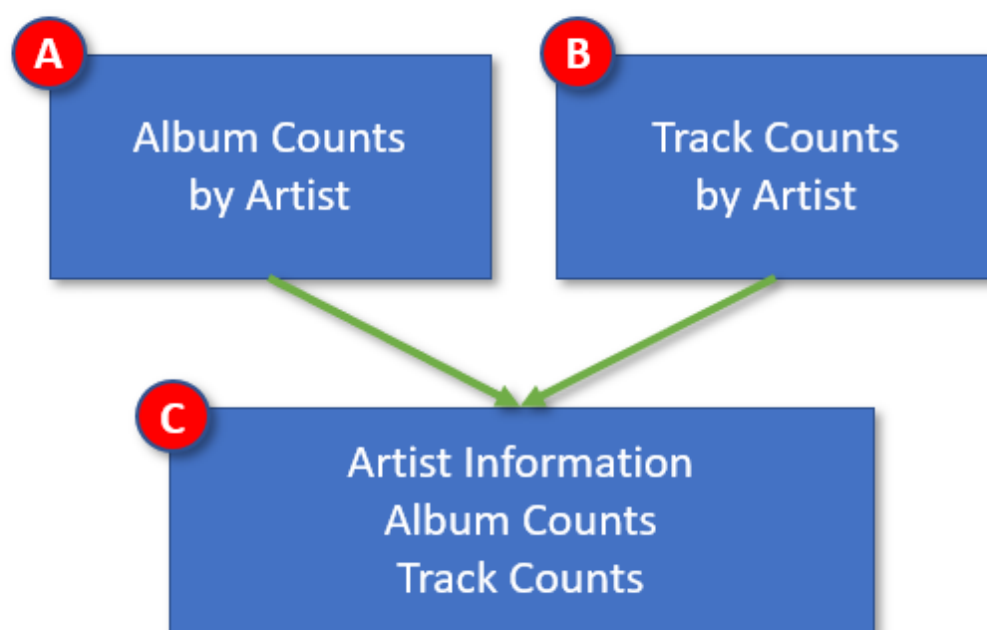 A
Album Counts
by Artist
B
Track Counts
by Artist
C
Artist Information
Album Counts
Track Counts